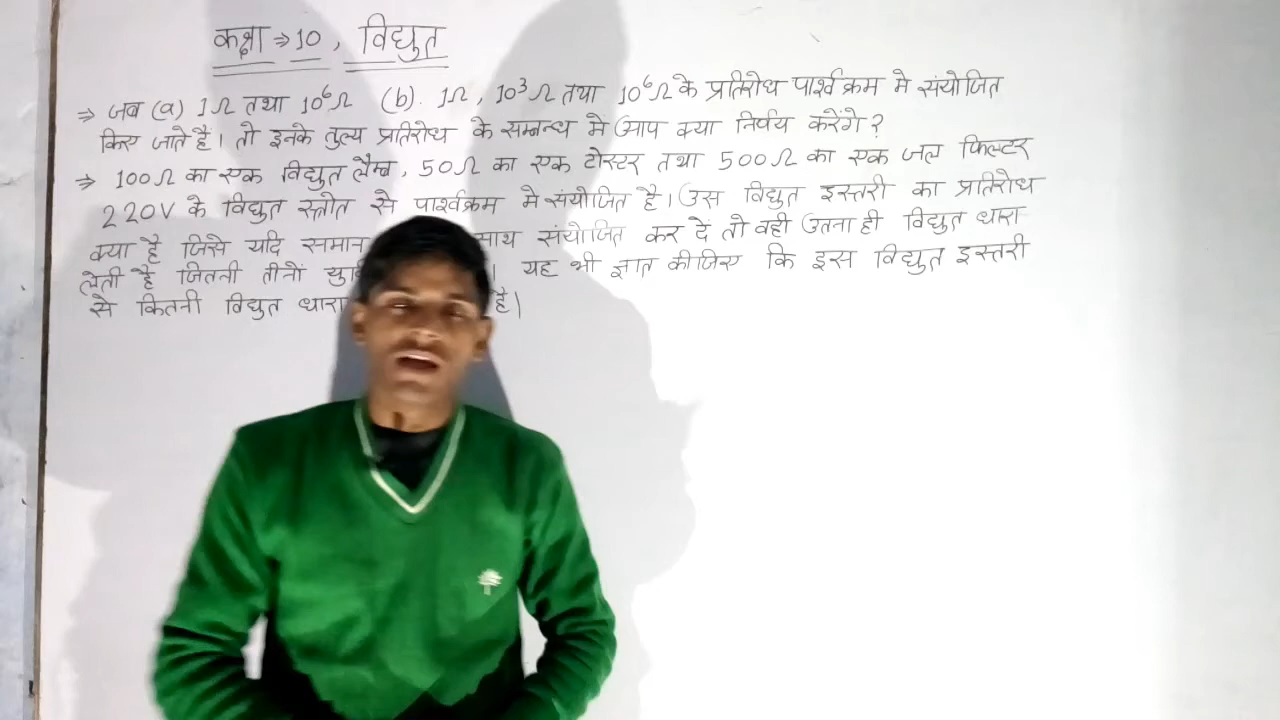 कक्षा ⇒ 10, विद्युत
⇒ जब (a) 1Ω तथा 10⁶Ω (b). 1Ω, 10³Ω तथा 10⁶Ω के प्रतिरोध पार्श्व क्रम मे संयोजित
किए जाते है। तो इनके तुल्य प्रतिरोध के सम्बन्ध मे आप क्या निर्णय करेंगे?
⇒ 100Ω का एक विद्युत लैम्ब, 50Ω का एक टोस्टर तथा 500Ω का एक जल फिल्टर
220V के विद्युत स्त्रोत से पार्श्वक्रम मे संयोजित है। उस विद्युत इस्तरी का प्रतिरोध
क्या है जिसे यदि समान साथ संयोजित कर दें तो वही उतना ही विद्युत धारा
लेती है जितनी तीनों । यह भी ज्ञात कीजिए कि इस विद्युत इस्तरी
से कितनी विद्युत धारा है।